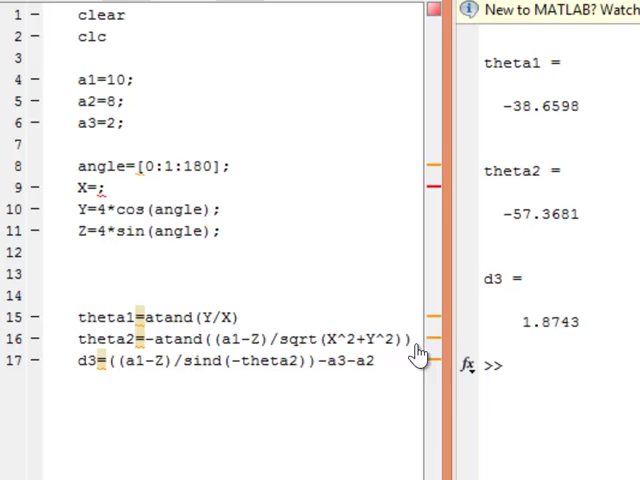 1 - clear
2 - clc
3
4 - a1=10;
5 - a2=8;
6 - a3=2;
7
8 - angle=[0:1:180];
9 - X=;
10 - Y=4*cos(angle);
11 - Z=4*sin(angle);
12
13
14
15 - theta1=atand(Y/X)
16 - theta2=-atand((a1-Z)/sqrt(X^2+Y^2))
17 - d3=((a1-Z)/sind(-theta2))-a3-a2
New to MATLAB? Watch
theta1 =
-38.6598
theta2 =
-57.3681
d3 =
1.8743
fx >>